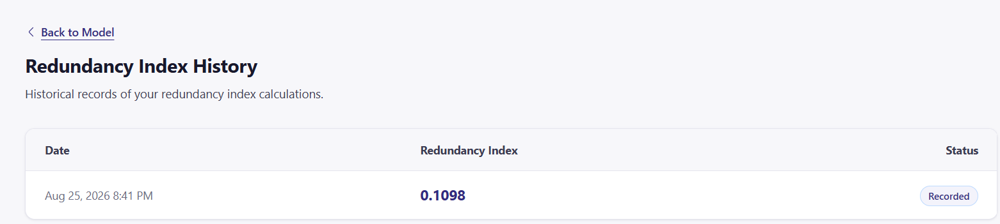 Back to Model
Redundancy Index History
Historical records of your redundancy index calculations.
Date Redundancy Index Status
Aug 25, 2026 8:41 PM 0.1098 Recorded